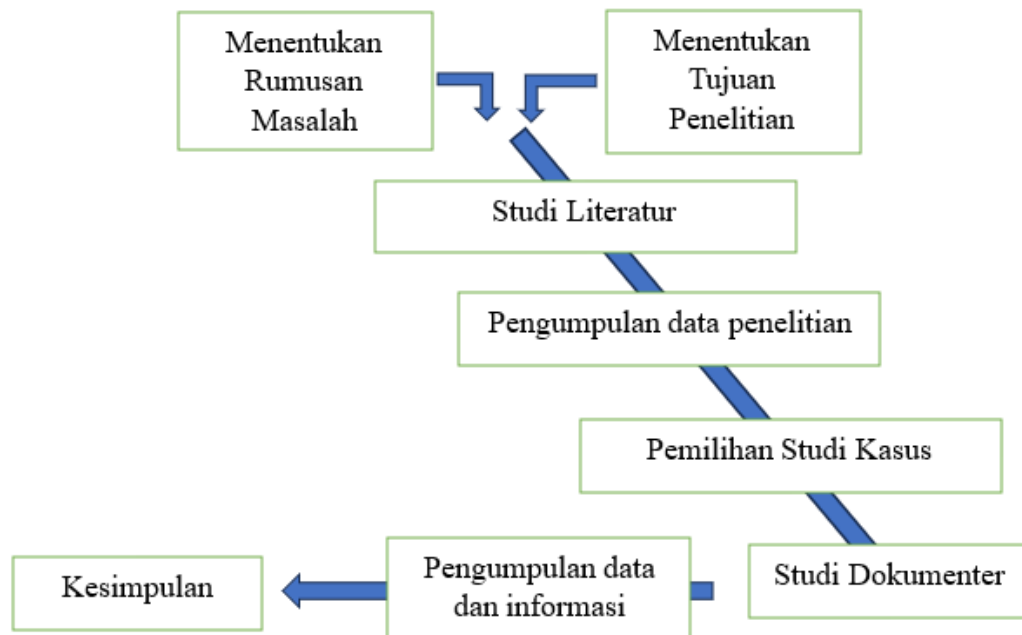 Menentukan
Rumusan
Masalah
Menentukan
Tujuan
Penelitian
Studi Literatur
Pengumpulan data penelitian
Pemilihan Studi Kasus
Studi Dokumenter
Pengumpulan data
dan informasi
Kesimpulan